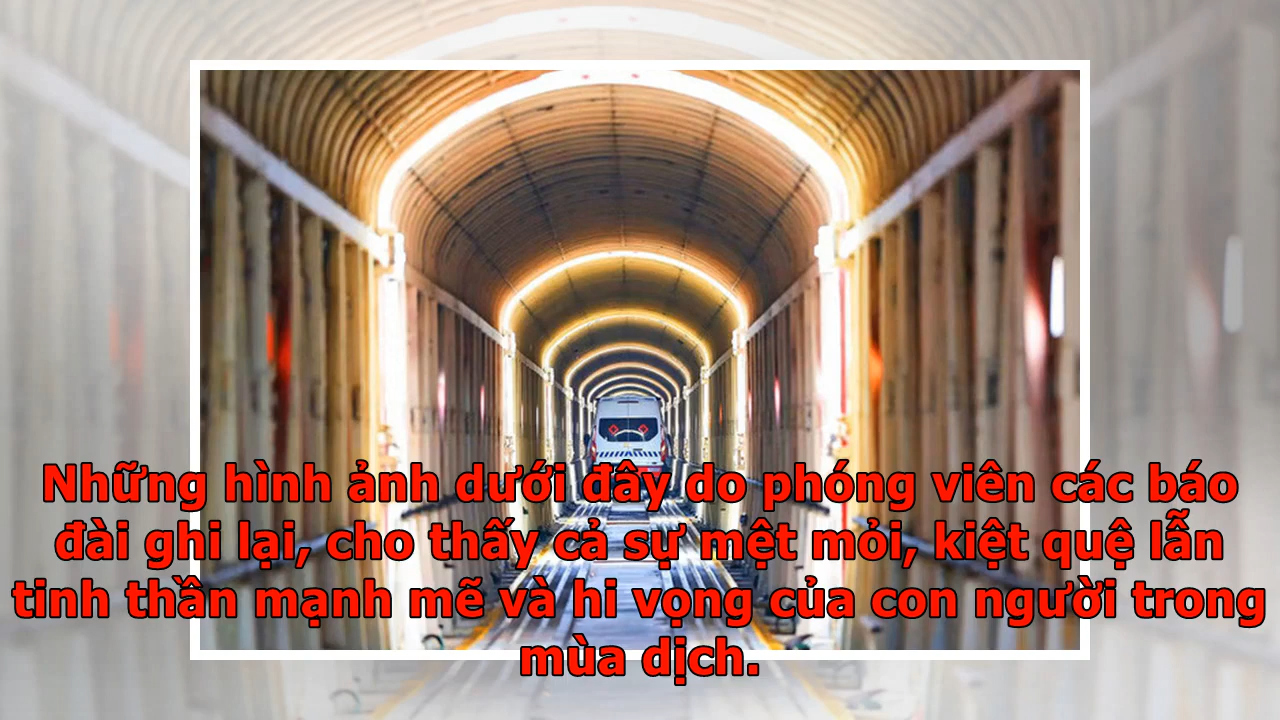 Những hình ảnh dưới đây do phóng viên các báo
đài ghi lại, cho thấy cả sự mệt mỏi, kiệt quệ lẫn
tinh thần mạnh mẽ và hi vọng của con người trong
mùa dịch.